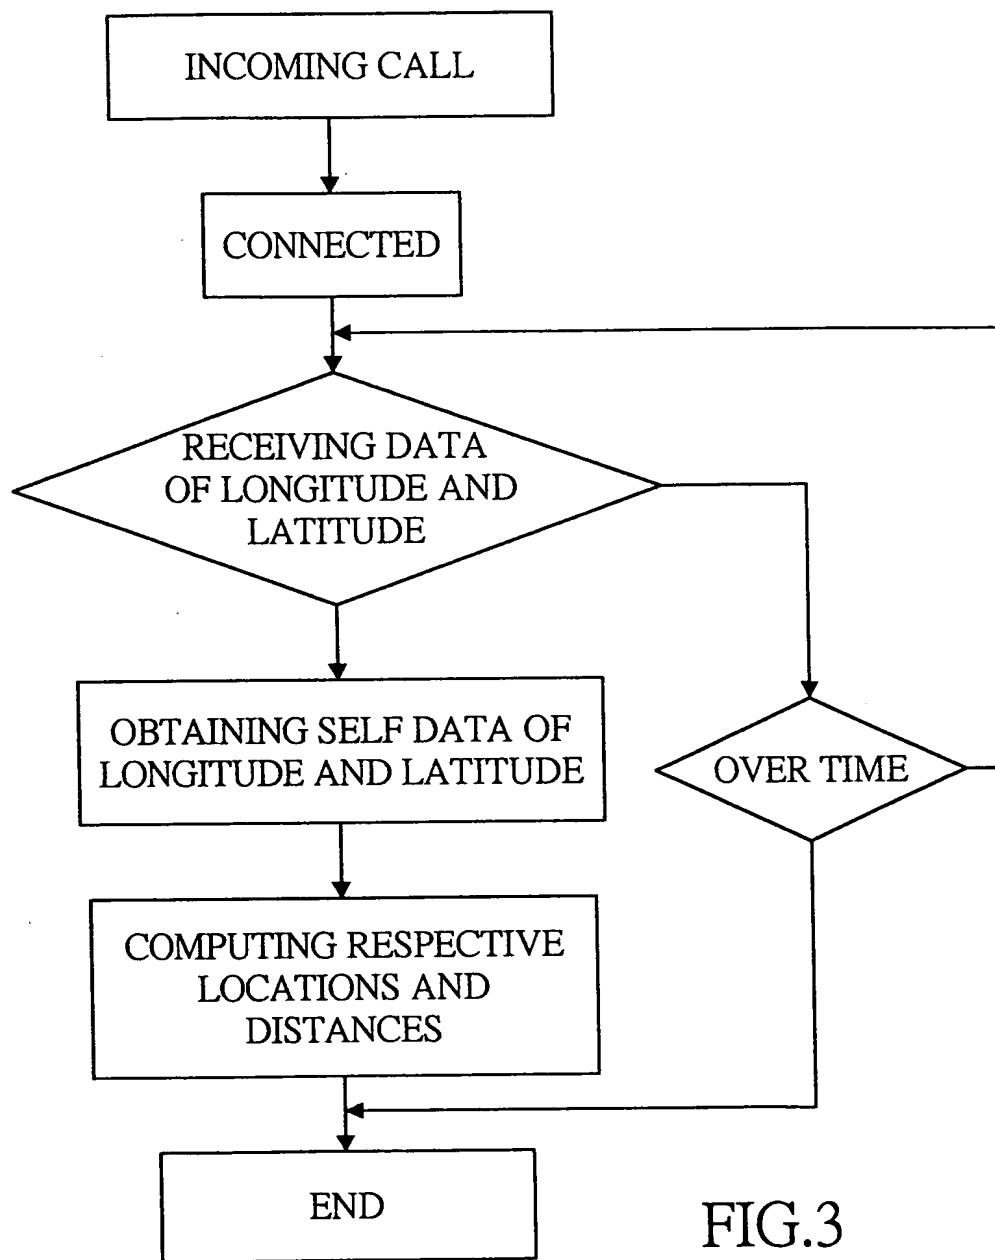 INCOMING CALL
CONNECTED
RECEIVING DATA
OF LONGITUDE AND
LATITUDE
OBTAINING SELF DATA OF
LONGITUDE AND LATITUDE
OVER TIME
COMPUTING RESPECTIVE
LOCATIONS AND
DISTANCES
END
FIG.3